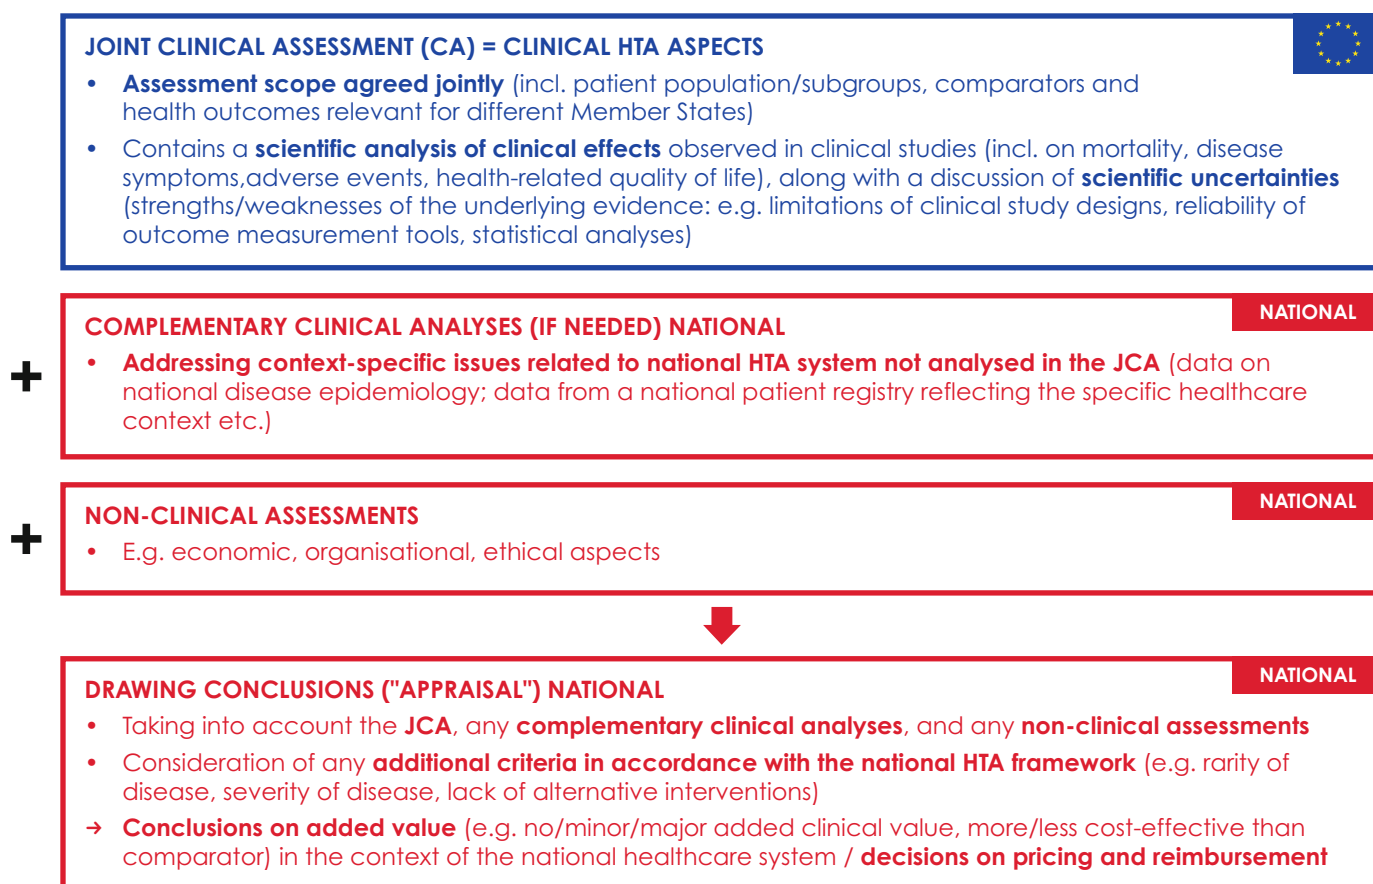 JOINT CLINICAL ASSESSMENT (CA) = CLINICAL HTA ASPECTS
• Assessment scope agreed jointly (incl. patient population/subgroups, comparators and
health outcomes relevant for different Member States)
• Contains a scientific analysis of clinical effects observed in clinical studies (incl. on mortality, disease
symptoms,adverse events, health-related quality of life), along with a discussion of scientific uncertainties
(strengths/weaknesses of the underlying evidence: e.g. limitations of clinical study designs, reliability of
outcome measurement tools, statistical analyses)
NATIONAL
COMPLEMENTARY CLINICAL ANALYSES (IF NEEDED) NATIONAL
+
• Addressing context-specific issues related to national HTA system not analysed in the JCA (data on
national disease epidemiology; data from a national patient registry reflecting the specific healthcare
context etc.)
NATIONAL
NON-CLINICAL ASSESSMENTS
+
• E.g. economic, organisational, ethical aspects
NATIONAL
DRAWING CONCLUSIONS ("APPRAISAL") NATIONAL
• Taking into account the JCA, any complementary clinical analyses, and any non-clinical assessments
• Consideration of any additional criteria in accordance with the national HTA framework (e.g. rarity of
disease, severity of disease, lack of alternative interventions)
→ Conclusions on added value (e.g. no/minor/major added clinical value, more/less cost-effective than
comparator) in the context of the national healthcare system / decisions on pricing and reimbursement